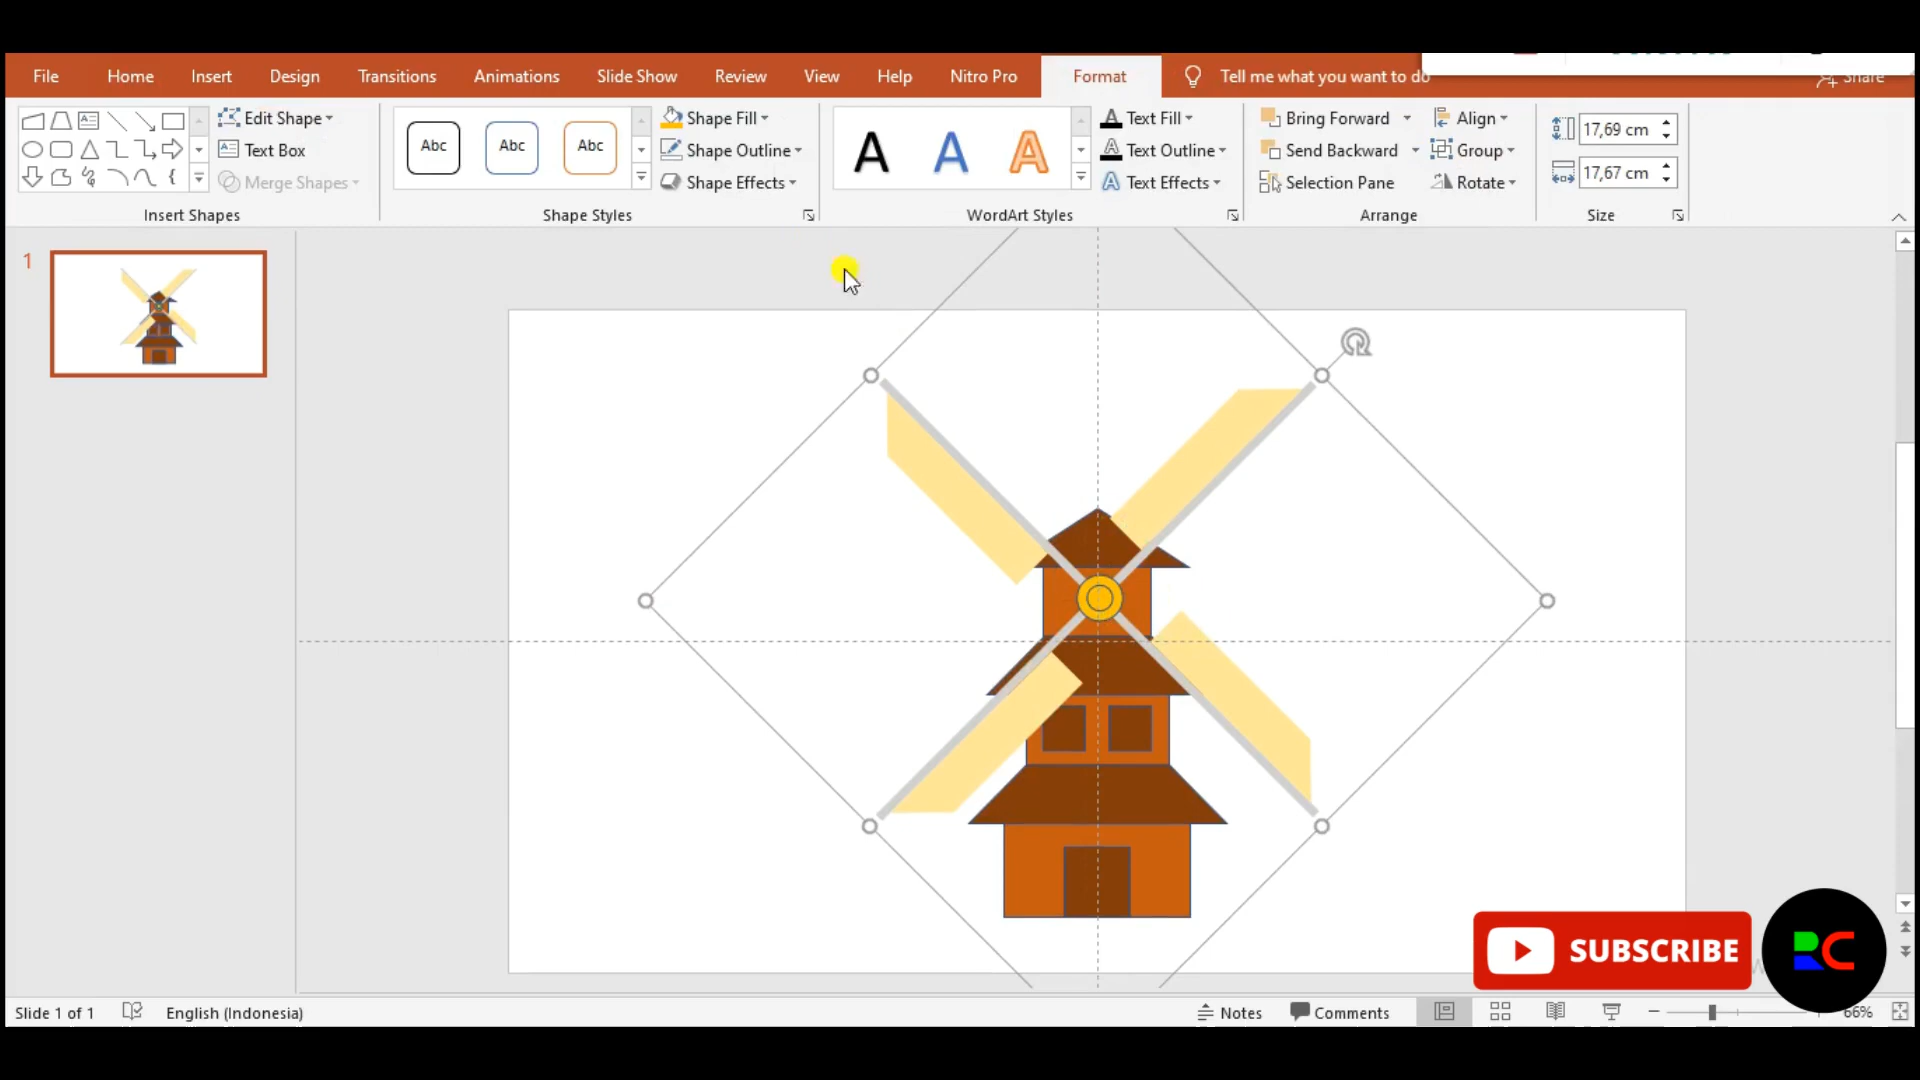 File Home Insert Design Transitions Animations Slide Show Review View Help Nitro Pro Format Tell me what you want to do Share
Edit Shape
Text Box
Merge Shapes
Insert Shapes
Abc Abc Abc
Shape Fill
Shape Outline
Shape Effects
Shape Styles
A A A
Text Fill
Text Outline
Text Effects
WordArt Styles
Bring Forward Align
Send Backward Group
Selection Pane Rotate
Arrange
17,69 cm
17,67 cm
Size
1
SUBSCRIBE
RC
Slide 1 of 1 English (Indonesia) Notes Comments 66%